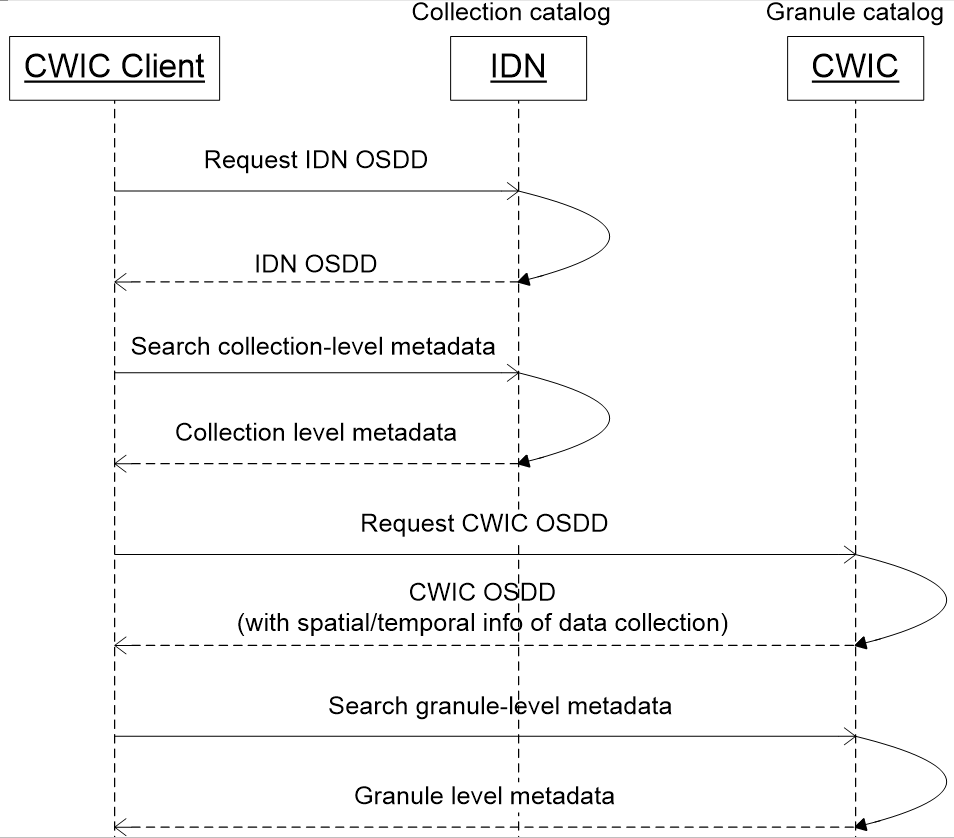 Collection catalog
Granule catalog
CWIC Client
IDN
CWIC
Request IDN OSDD
IDN OSDD
Search collection-level metadata
Collection level metadata
Request CWIC OSDD
CWIC OSDD
(with spatial/temporal info of data collection)
Search granule-level metadata
Granule level metadata